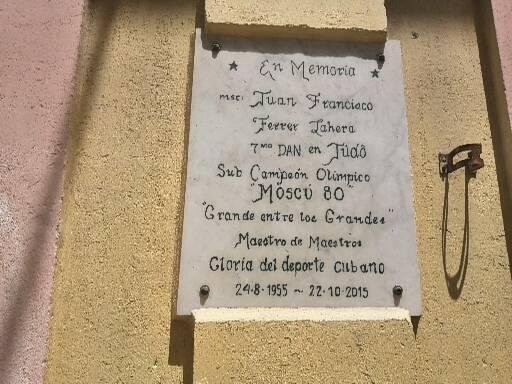 En Memoria
msc: Juan Francisco
Ferrer Lahera
7mo DAN en Judô
Sub Campeón Olímpico
"Moscú 80"
"Grande entre los Grandes"
Maestro de Maestros
Gloria del deporte cubano
24·8·1955 ~ 22·10·2015